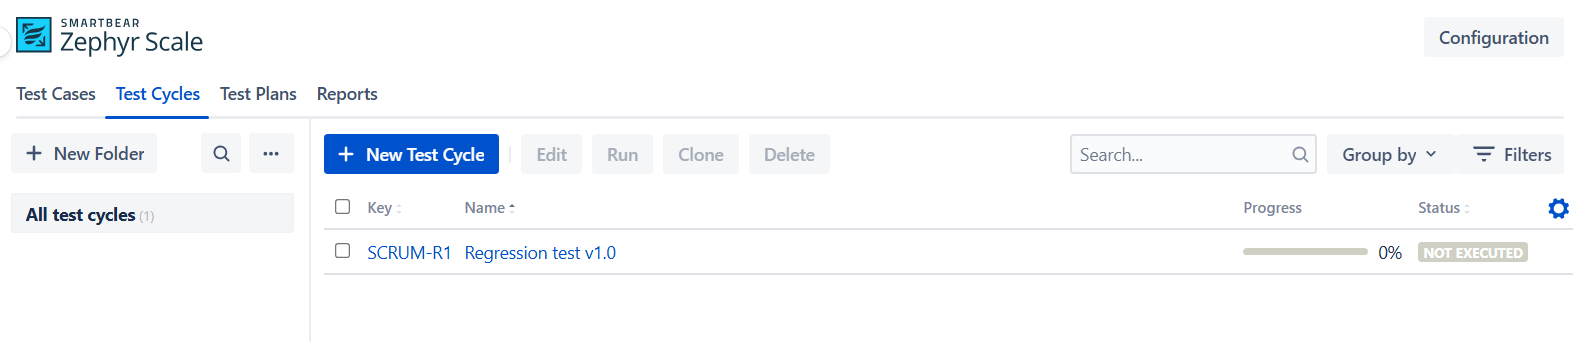 SMARTBEAR
Zephyr Scale
Configuration
Test Cases Test Cycles Test Plans Reports
+ New Folder ...
+ New Test Cycle Edit Run Clone Delete Search... Group by Filters
All test cycles (1)
Key Name Progress Status
SCRUM-R1 Regression test v1.0 0% NOT EXECUTED